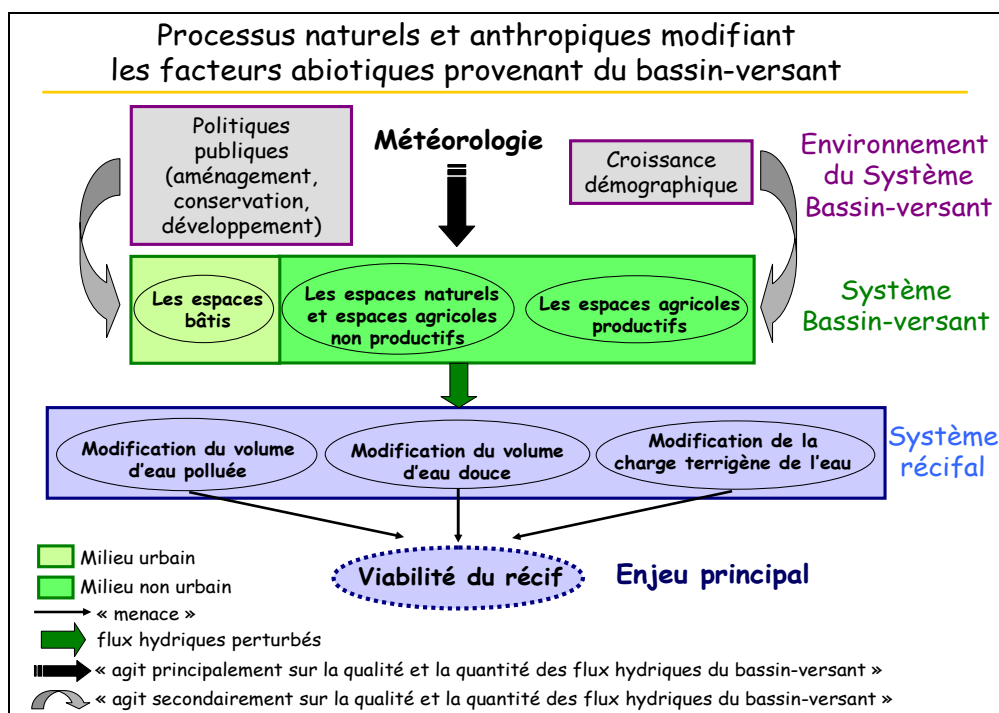 Processus naturels et anthropiques modifiant
les facteurs abiotiques provenant du bassin-versant
Politiques
publiques
(aménagement,
conservation,
développement)
Météorologie
Croissance
démographique
Environnement
du Système
Bassin-versant
Les espaces
bâtis
Les espaces naturels
et espaces agricoles
non productifs
Les espaces agricoles
productifs
Système
Bassin-versant
Modification du volume
d'eau polluée
Modification du volume
d'eau douce
Modification de la
charge terrigène de l'eau
Système
récifal
Viabilité du récif
Enjeu principal
Milieu urbain
Milieu non urbain
« menace »
flux hydriques perturbés
« agit principalement sur la qualité et la quantité des flux hydriques du bassin-versant »
« agit secondairement sur la qualité et la quantité des flux hydriques du bassin-versant »